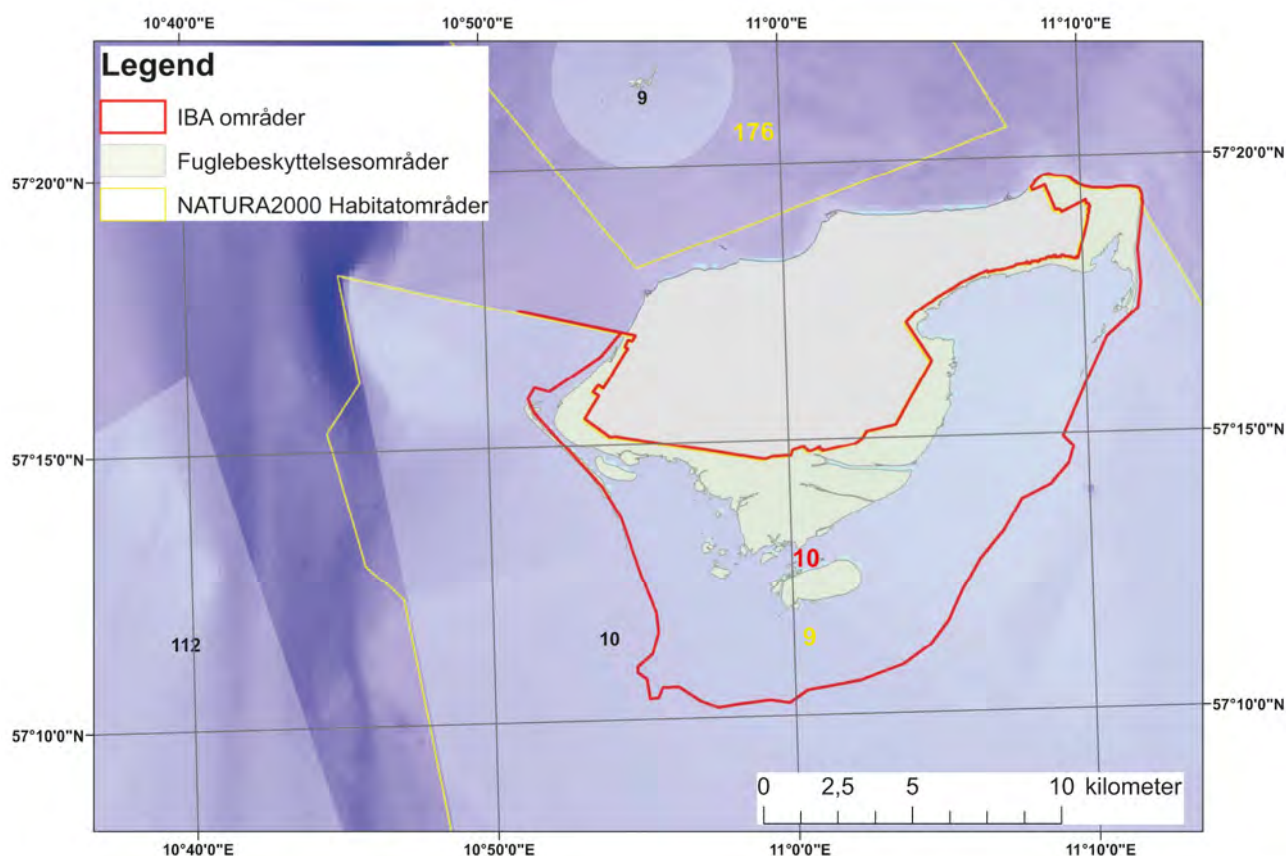 10°40'0"E 10°50'0"E 11°0'0"E 11°10'0"E
Legend
IBA områder
Fuglebeskyttelsesområder
NATURA2000 Habitatområder
9
176
57°20'0"N
57°20'0"N
57°15'0"N
57°15'0"N
10
9
10
112
57°10'0"N
57°10'0"N
0 2,5 5 10 kilometer
10°40'0"E 10°50'0"E 11°0'0"E 11°10'0"E